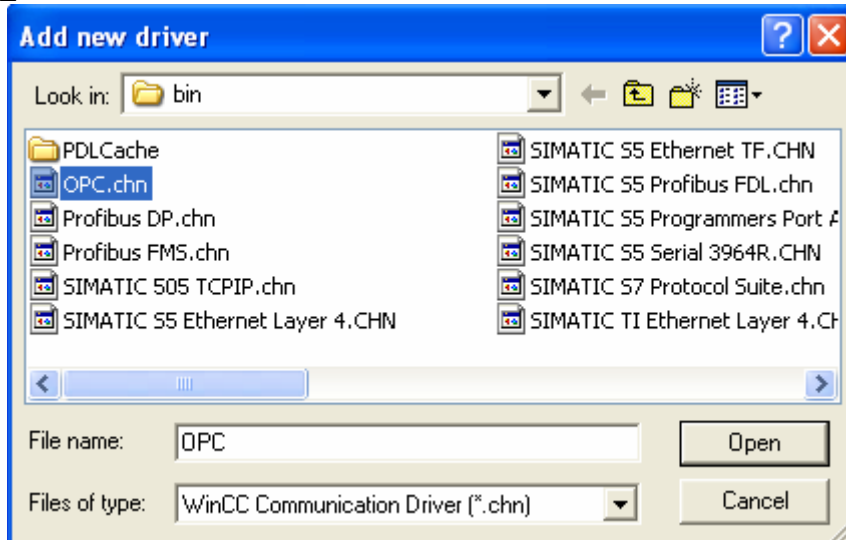 Add new driver
Look in: bin
PDLCache
OPC.chn
Profibus DP.chn
Profibus FMS.chn
SIMATIC 505 TCPIP.chn
SIMATIC S5 Ethernet Layer 4.CHN
SIMATIC S5 Ethernet TF.CHN
SIMATIC S5 Profibus FDL.chn
SIMATIC S5 Programmers Port A
SIMATIC S5 Serial 3964R.CHN
SIMATIC S7 Protocol Suite.chn
SIMATIC TI Ethernet Layer 4.CH
File name: OPC
Open
Files of type: WinCC Communication Driver (*.chn)
Cancel